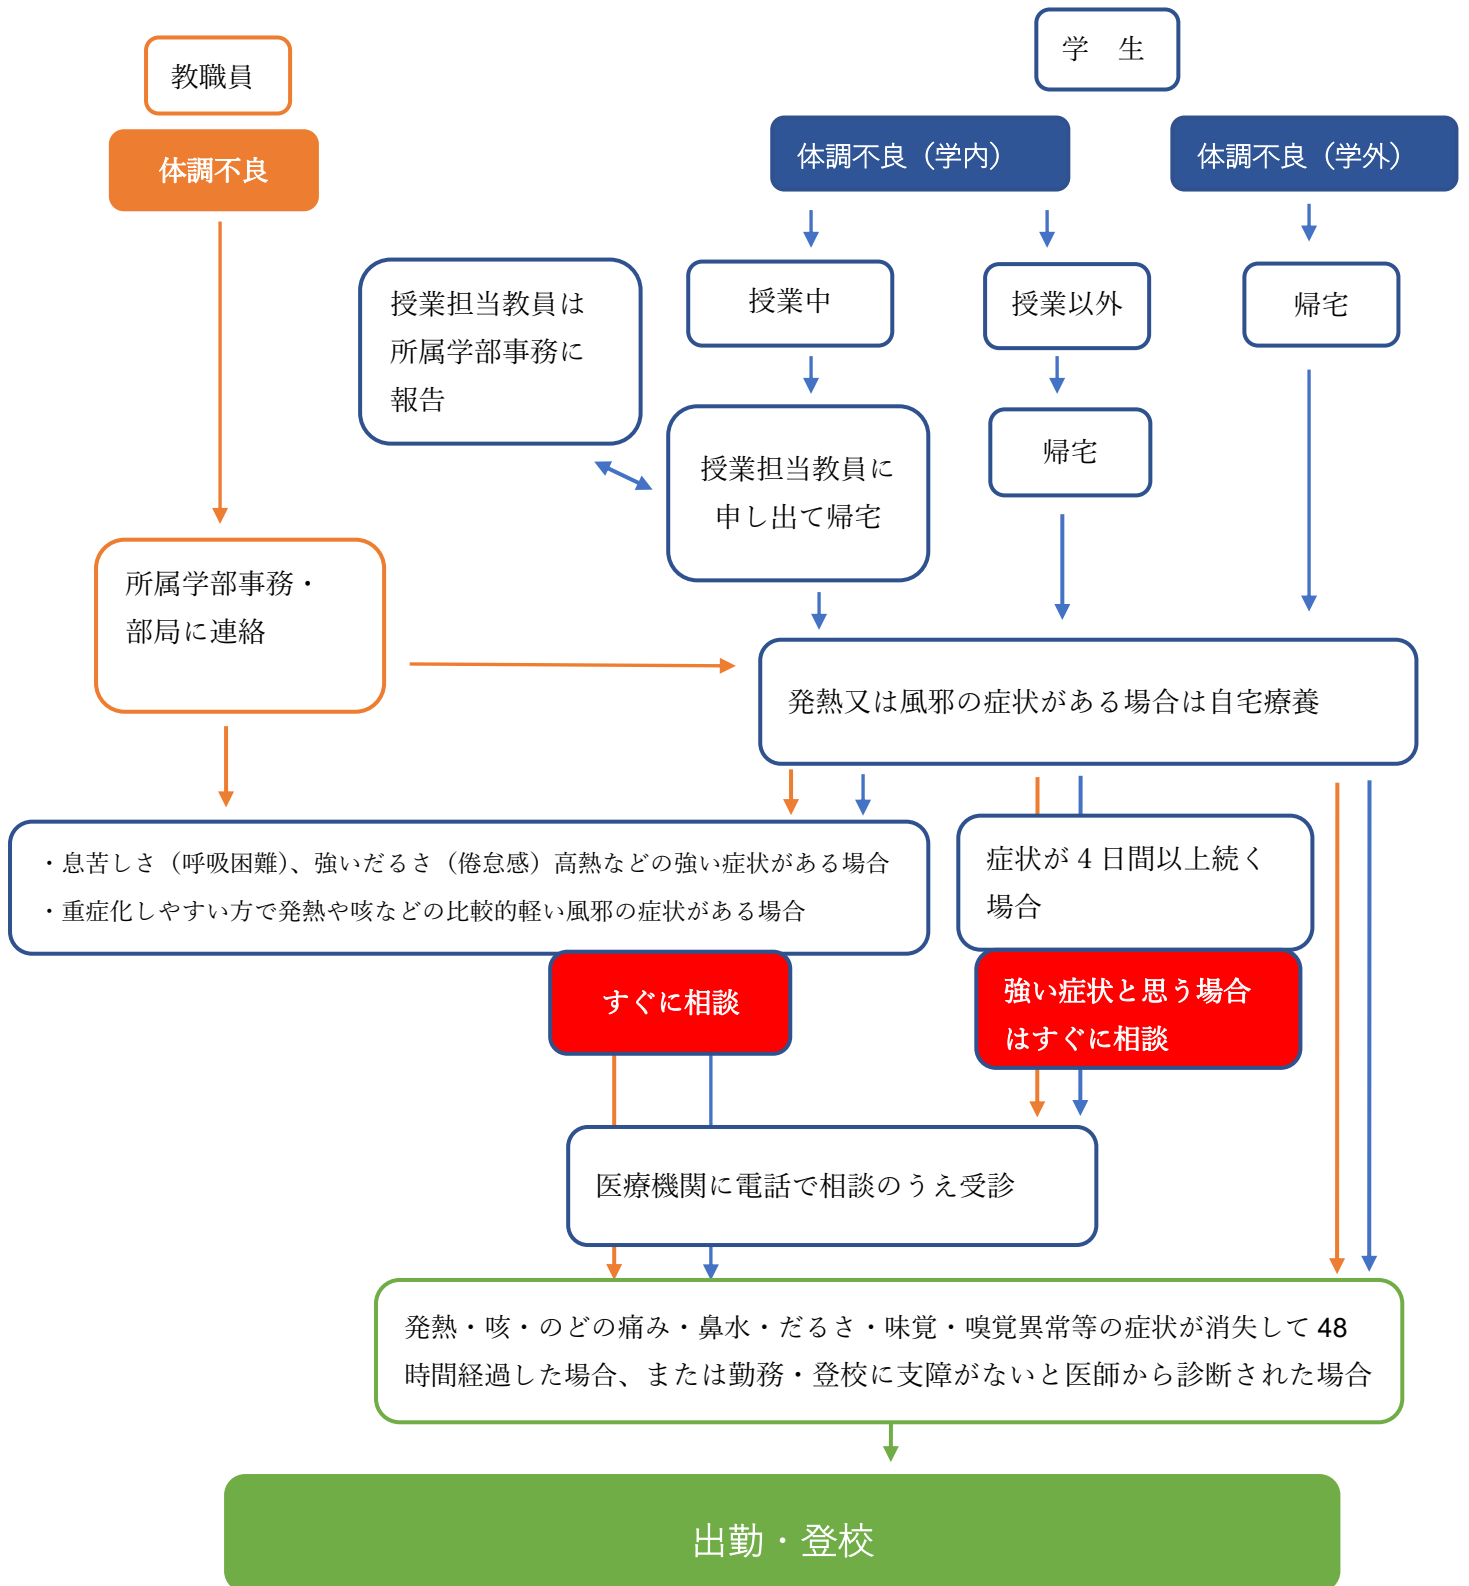 学　生
教職員
体調不良
体調不良（学内）
体調不良（学外）
授業担当教員は
所属学部事務に
報告
授業中
授業以外
帰宅
授業担当教員に
申し出て帰宅
帰宅
所属学部事務・
部局に連絡
発熱又は風邪の症状がある場合は自宅療養
・息苦しさ（呼吸困難）、強いだるさ（倦怠感）高熱などの強い症状がある場合
・重症化しやすい方で発熱や咳などの比較的軽い風邪の症状がある場合
症状が 4 日間以上続く
場合
すぐに相談
強い症状と思う場合
はすぐに相談
医療機関に電話で相談のうえ受診
発熱・咳・のどの痛み・鼻水・だるさ・味覚・嗅覚異常等の症状が消失して 48
時間経過した場合、または勤務・登校に支障がないと医師から診断された場合
出勤・登校